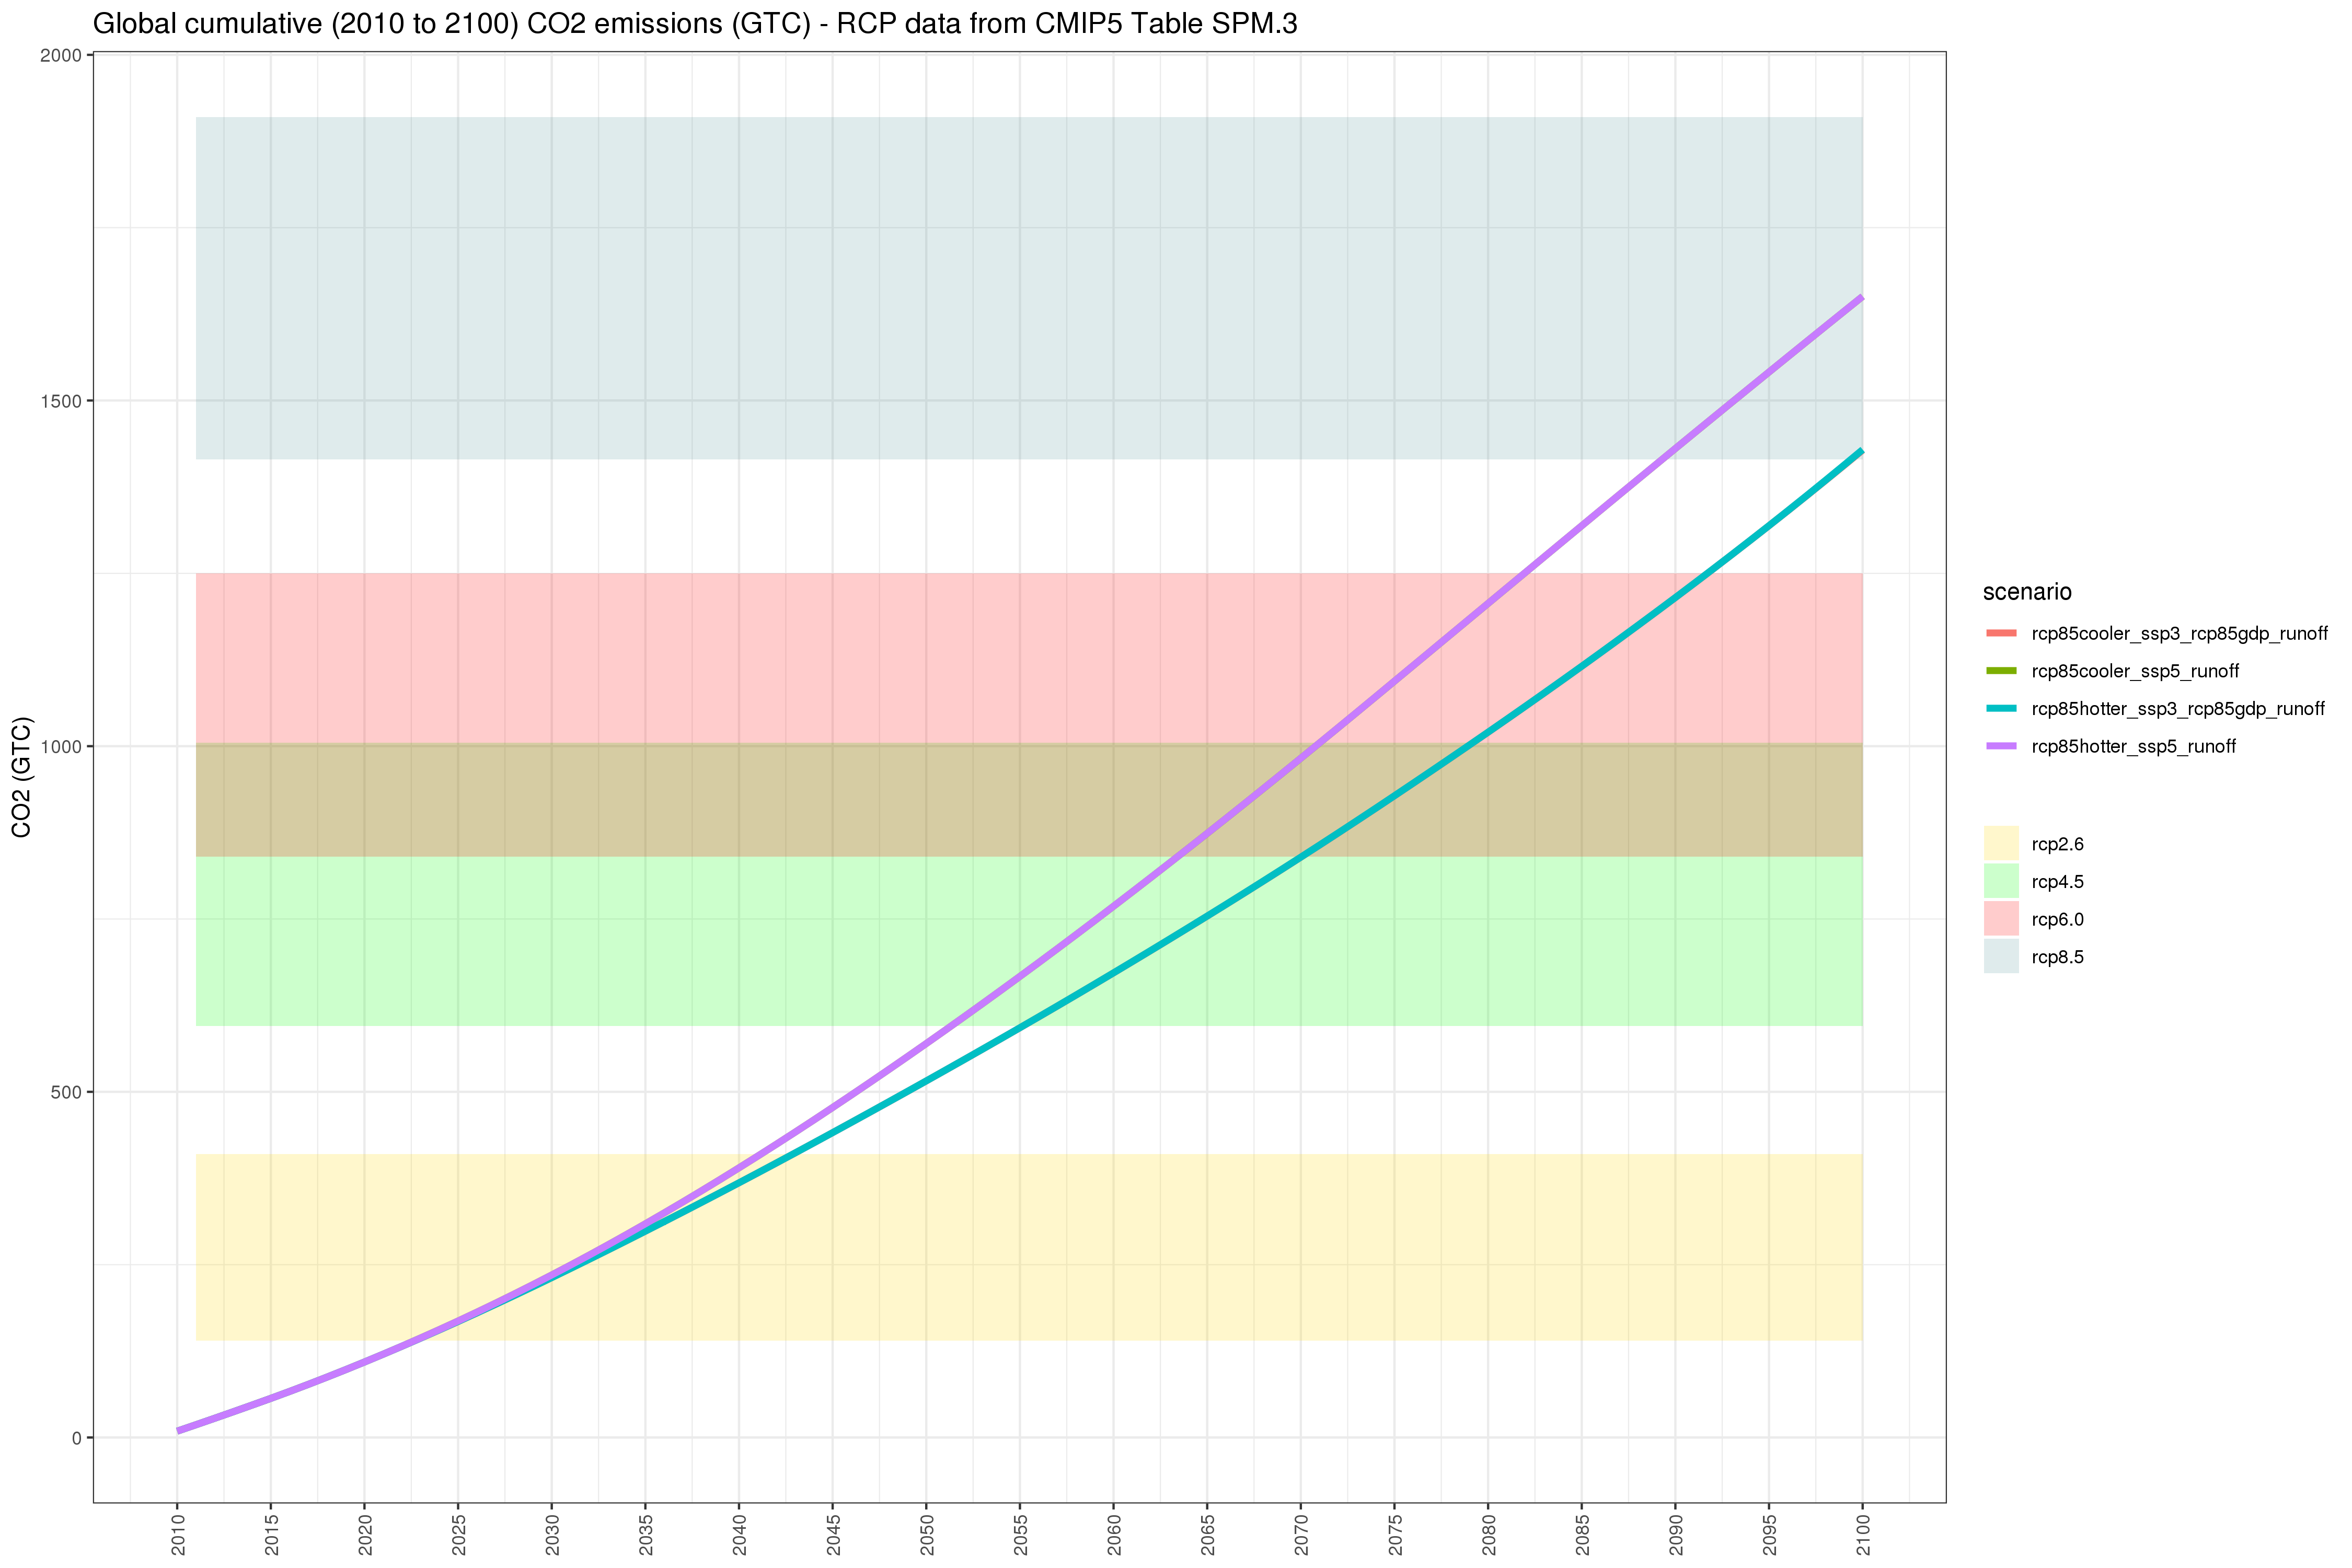 Global cumulative (2010 to 2100) CO2 emissions (GTC) - RCP data from CMIP5 Table SPM.3
2000
1500
1000
500
0
CO2 (GTC)
2010 2015 2020 2025 2030 2035 2040 2045 2050 2055 2060 2065 2070 2075 2080 2085 2090 2095 2100
scenario
rcp85cooler_ssp3_rcp85gdp_runoff
rcp85cooler_ssp5_runoff
rcp85hotter_ssp3_rcp85gdp_runoff
rcp85hotter_ssp5_runoff
rcp2.6
rcp4.5
rcp6.0
rcp8.5